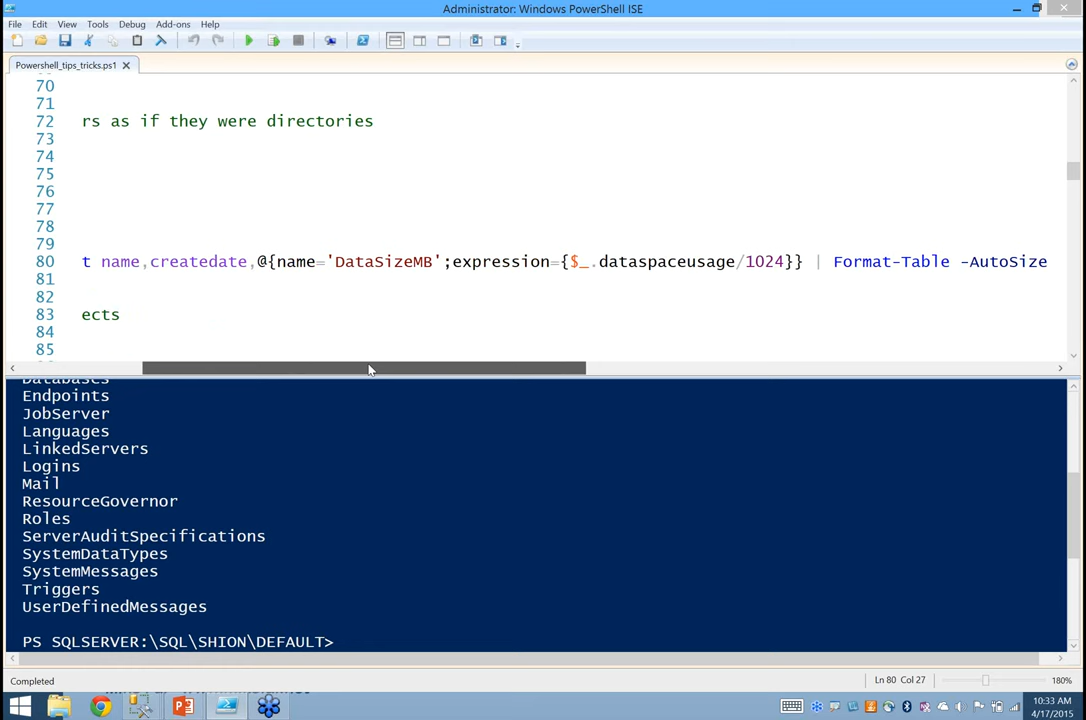 Administrator: Windows PowerShell ISE
File Edit View Tools Debug Add-ons Help
Powershell_tips_tricks.ps1
70
71
72 rs as if they were directories
73
74
75
76
77
78
79
80 t name,createdate,@{name='DataSizeMB';expression={$_.dataspaceusage/1024}} | Format-Table -AutoSize
81
82
83 ects
84
85
Databases
Endpoints
JobServer
Languages
LinkedServers
Logins
Mail
ResourceGovernor
Roles
ServerAuditSpecifications
SystemDataTypes
SystemMessages
Triggers
UserDefinedMessages
PS SQLSERVER:\SQL\SHION\DEFAULT>
Completed
Ln 80 Col 27
180%
10:33 AM
4/17/2015